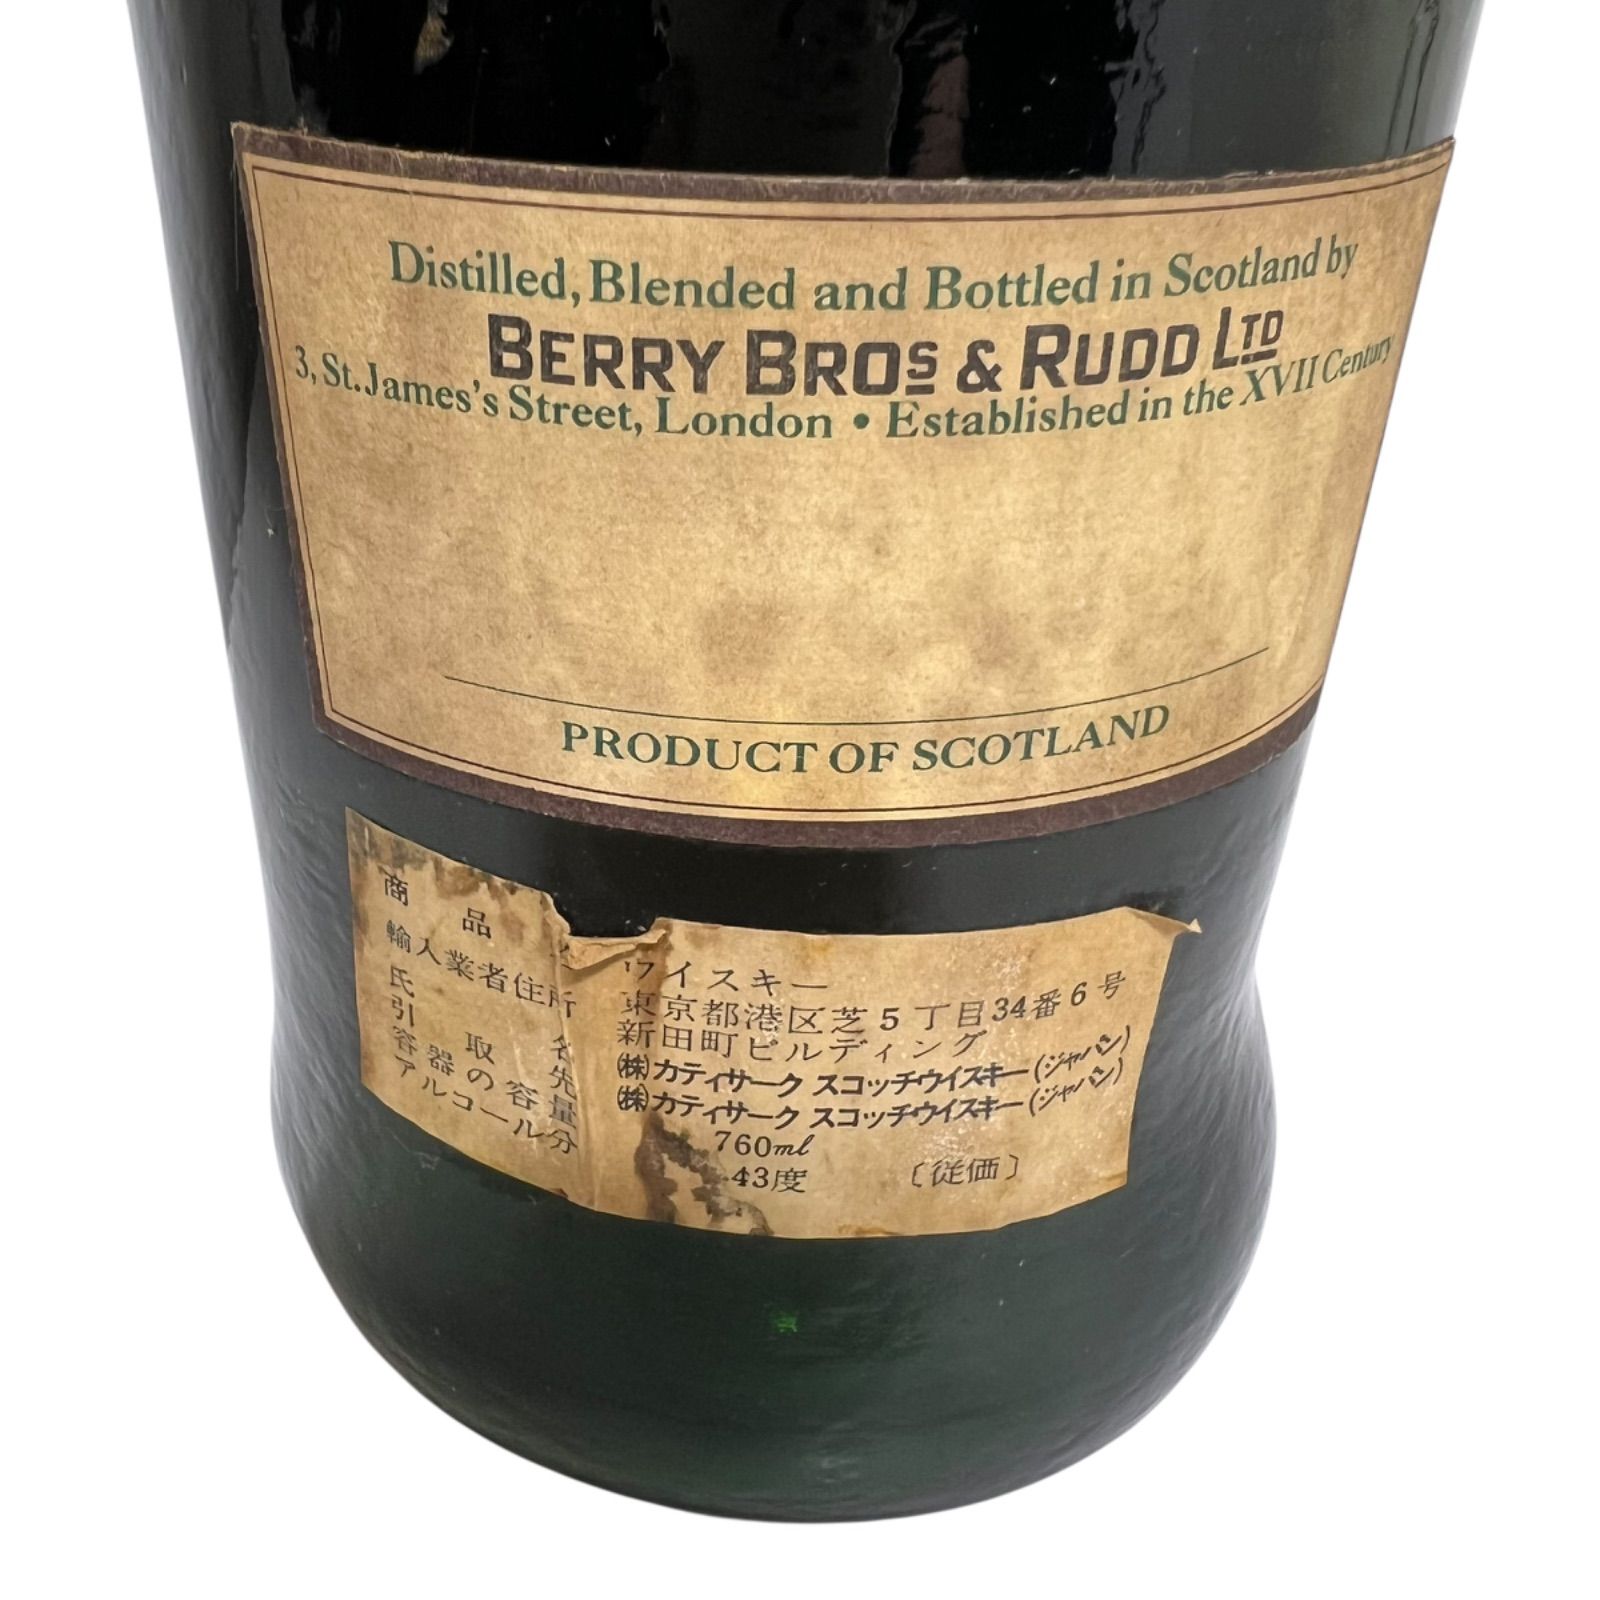 Distilled, Blended and Bottled in Scotland by
BERRY BROS & RUDD LTD
3, St. James's Street, London • Established in the XVII Century
PRODUCT OF SCOTLAND
商品 ウイスキー
輸入業者住所 東京都港区芝5丁目34番6号
新田町ビルディング
氏名 ㈱カティサーク スコッチウイスキー(ジャパン)
引取先 ㈱カティサーク スコッチウイスキー(ジャパン)
容器の容量 760ml
アルコール分 43度 〔従価〕